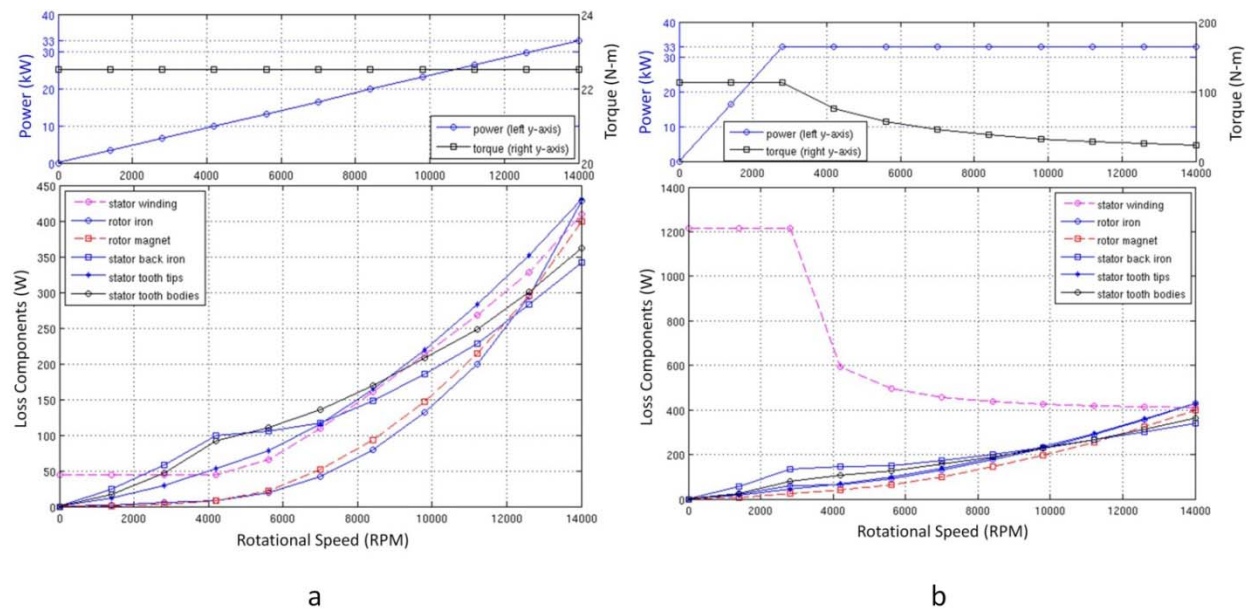 40
33
30
20
10
0
Power (kW)
24
22
20
Torque (N-m)
power (left y-axis)
torque (right y-axis)
0 2000 4000 6000 8000 10000 12000 14000
450
400
350
300
250
200
150
100
50
0
Loss Components (W)
stator winding
rotor iron
rotor magnet
stator back iron
stator tooth tips
stator tooth bodies
0 2000 4000 6000 8000 10000 12000 14000
Rotational Speed (RPM)
a
40
33
30
20
10
0
Power (kW)
200
100
0
Torque (N-m)
power (left y-axis)
torque (right y-axis)
0 2000 4000 6000 8000 10000 12000 14000
1400
1200
1000
800
600
400
200
0
Loss Components (W)
stator winding
rotor iron
rotor magnet
stator back iron
stator tooth tips
stator tooth bodies
0 2000 4000 6000 8000 10000 12000 14000
Rotational Speed (RPM)
b